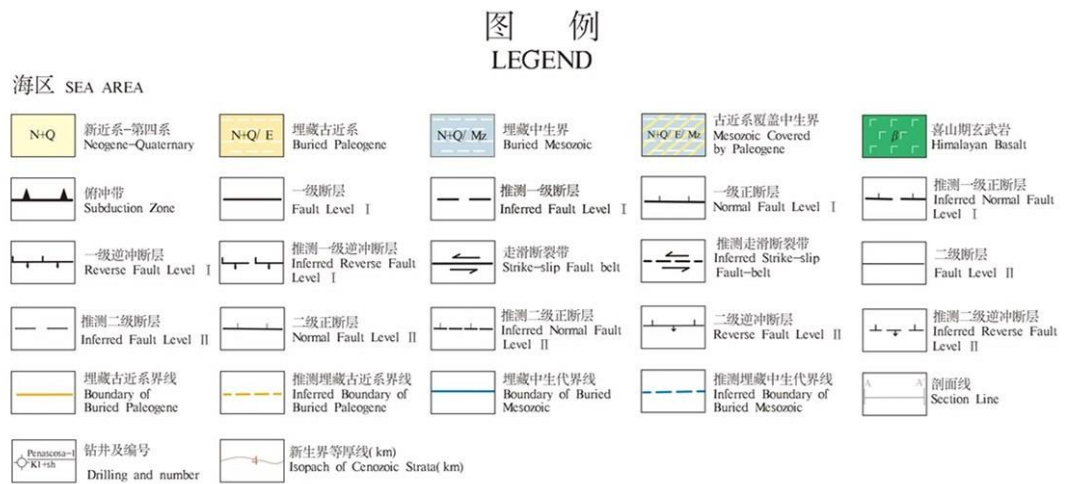 图 例
LEGEND
海区 SEA AREA
N+Q
新近系-第四系
Neogene-Quaternary
N+Q/ E
埋藏古近系
Buried Paleogene
N+Q/ Mz
埋藏中生界
Buried Mesozoic
N+Q/ E/ Mz
古近系覆盖中生界
Mesozoic Covered
by Paleogene
β
喜山期玄武岩
Himalayan Basalt
俯冲带
Subduction Zone
一级断层
Fault Level Ⅰ
推测一级断层
Inferred Fault Level Ⅰ
一级正断层
Normal Fault Level Ⅰ
推测一级正断层
Inferred Normal Fault
Level Ⅰ
一级逆冲断层
Reverse Fault Level Ⅰ
推测一级逆冲断层
Inferred Reverse Fault
Level Ⅰ
走滑断裂带
Strike-slip Fault belt
推测走滑断裂带
Inferred Strike-slip
Fault-belt
二级断层
Fault Level Ⅱ
推测二级断层
Inferred Fault Level Ⅱ
二级正断层
Normal Fault Level Ⅱ
推测二级正断层
Inferred Normal Fault
Level Ⅱ
二级逆冲断层
Reverse Fault Level Ⅱ
推测二级逆冲断层
Inferred Reverse Fault
Level Ⅱ
埋藏古近系界线
Boundary of
Buried Paleogene
推测埋藏古近系界线
Inferred Boundary of
Buried Paleogene
埋藏中生代界线
Boundary of Buried
Mesozoic
推测埋藏中生代界线
Inferred Boundary of
Buried Mesozoic
A A'
剖面线
Section Line
Penascosa-1
K1+sh
钻井及编号
Drilling and number
4
新生界等厚线(km)
Isopach of Cenozoic Strata(km)